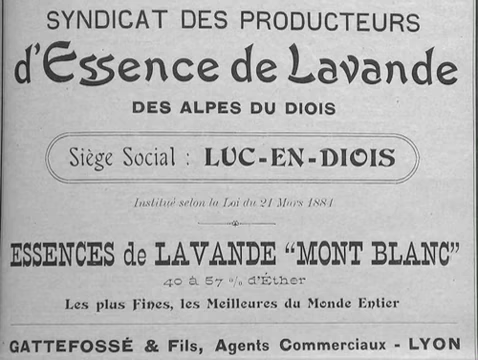 SYNDICAT DES PRODUCTEURS
d'Essence de Lavande
DES ALPES DU DIOIS
Siège Social : LUC-EN-DIOIS
Institué selon la Loi du 21 Mars 1884
ESSENCES de LAVANDE "MONT BLANC"
40 à 57 % d'Éther
Les plus Fines, les Meilleures du Monde Entier
GATTEFOSSÉ & Fils, Agents Commerciaux - LYON